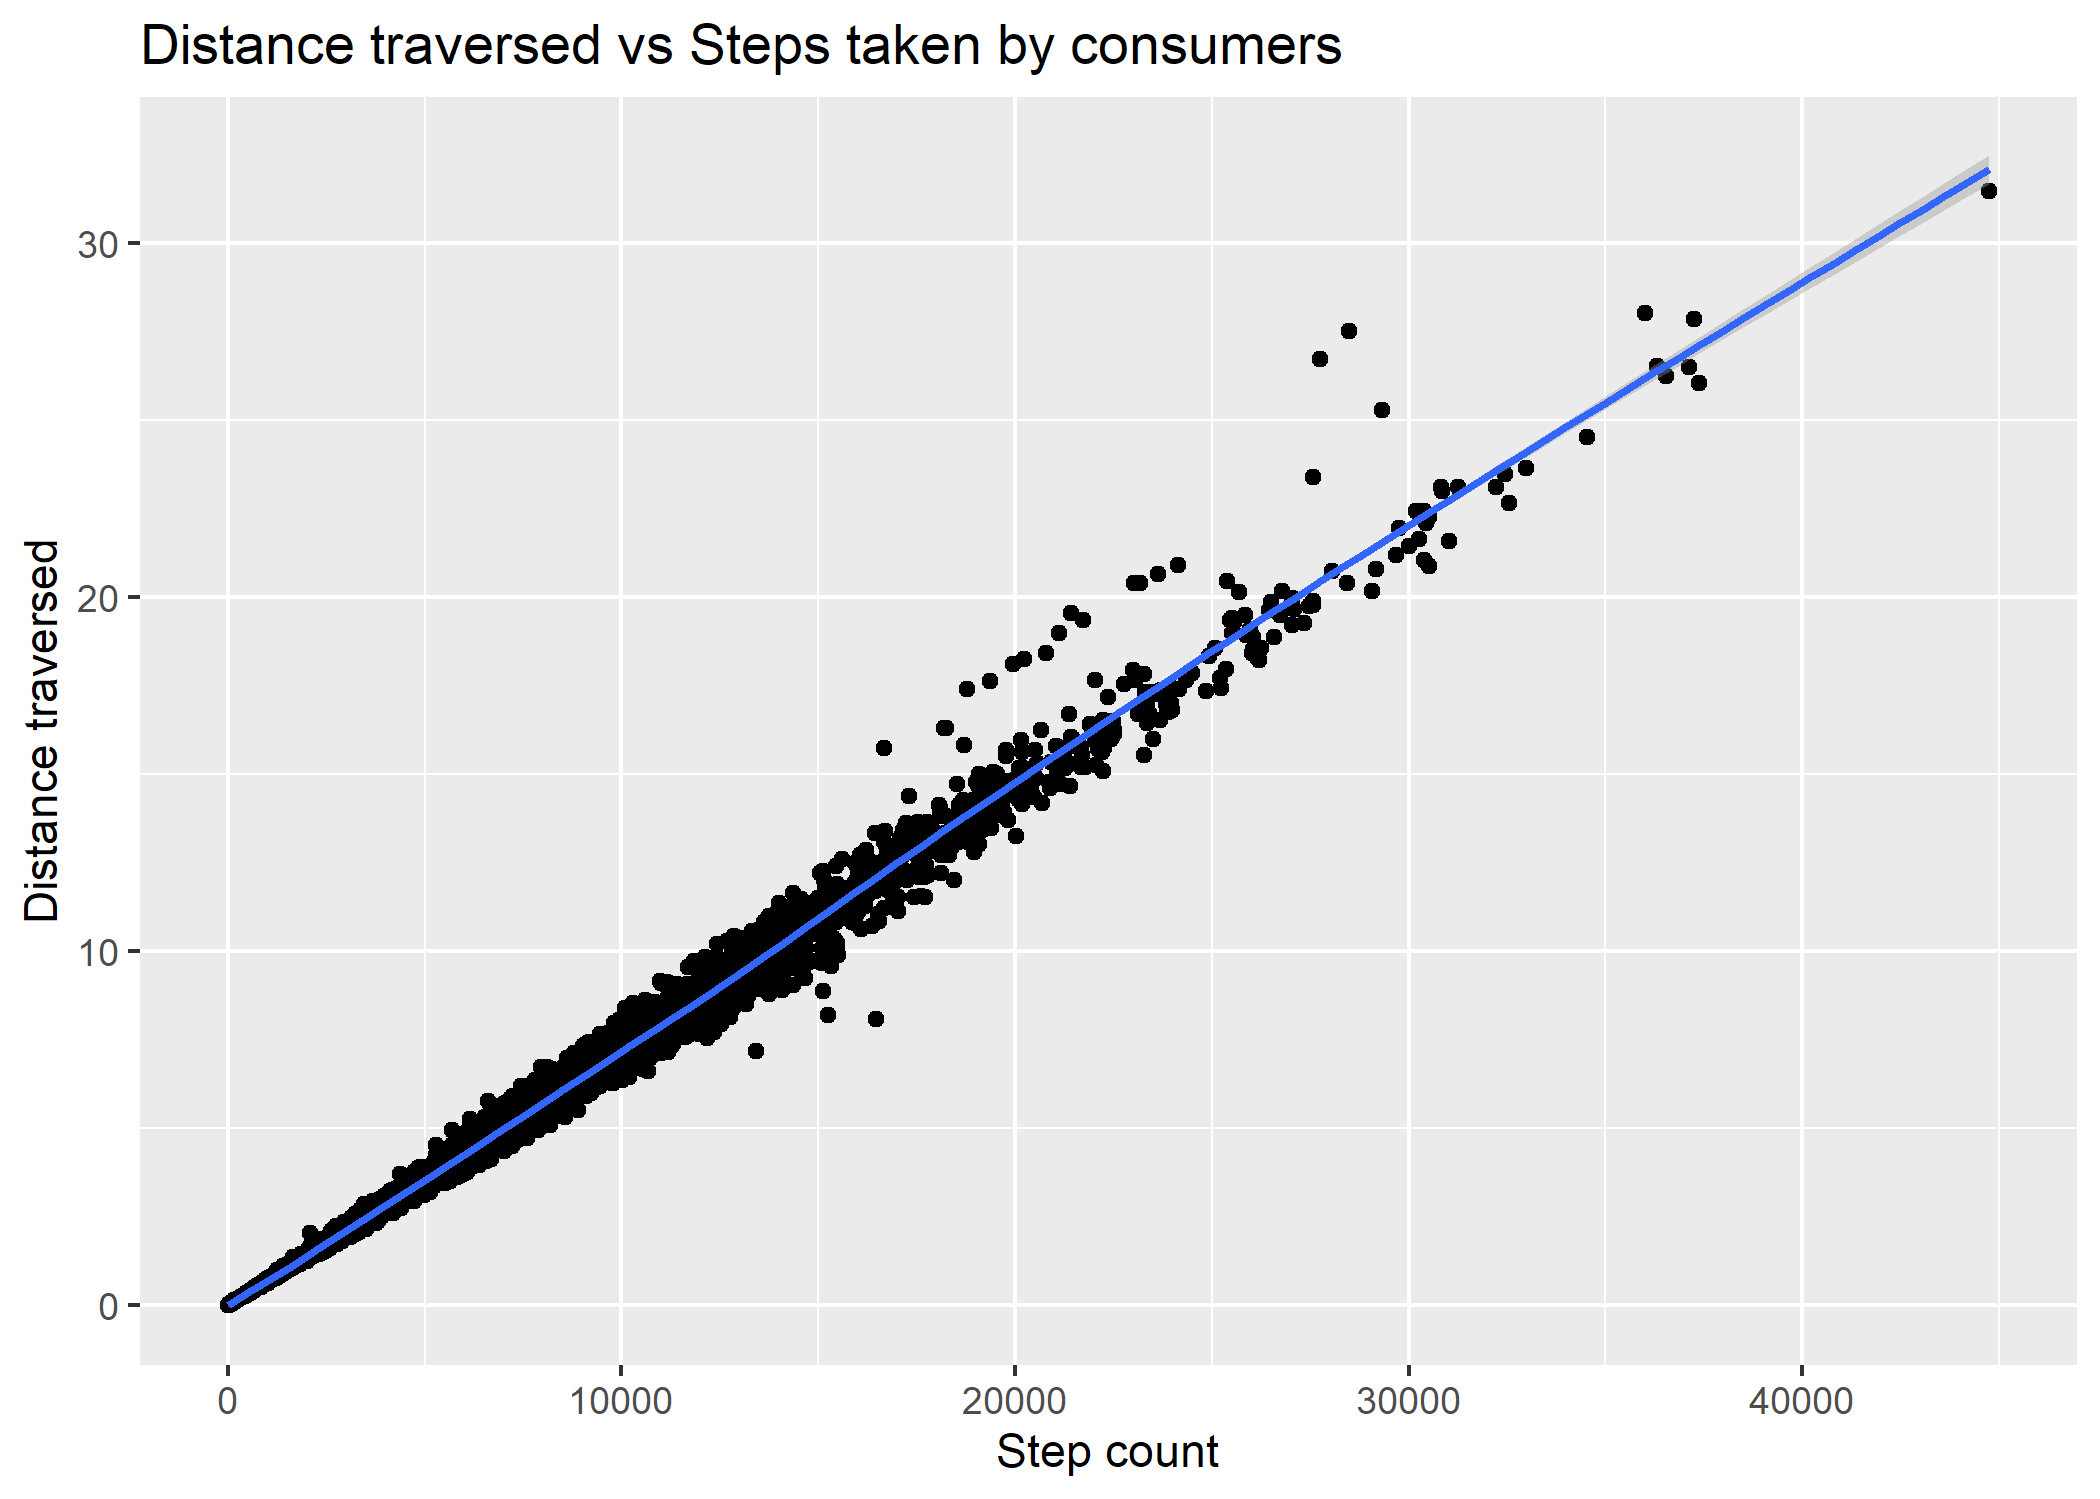 Distance traversed vs Steps taken by consumers
Distance traversed
30
20
10
0
0 10000 20000 30000 40000
Step count